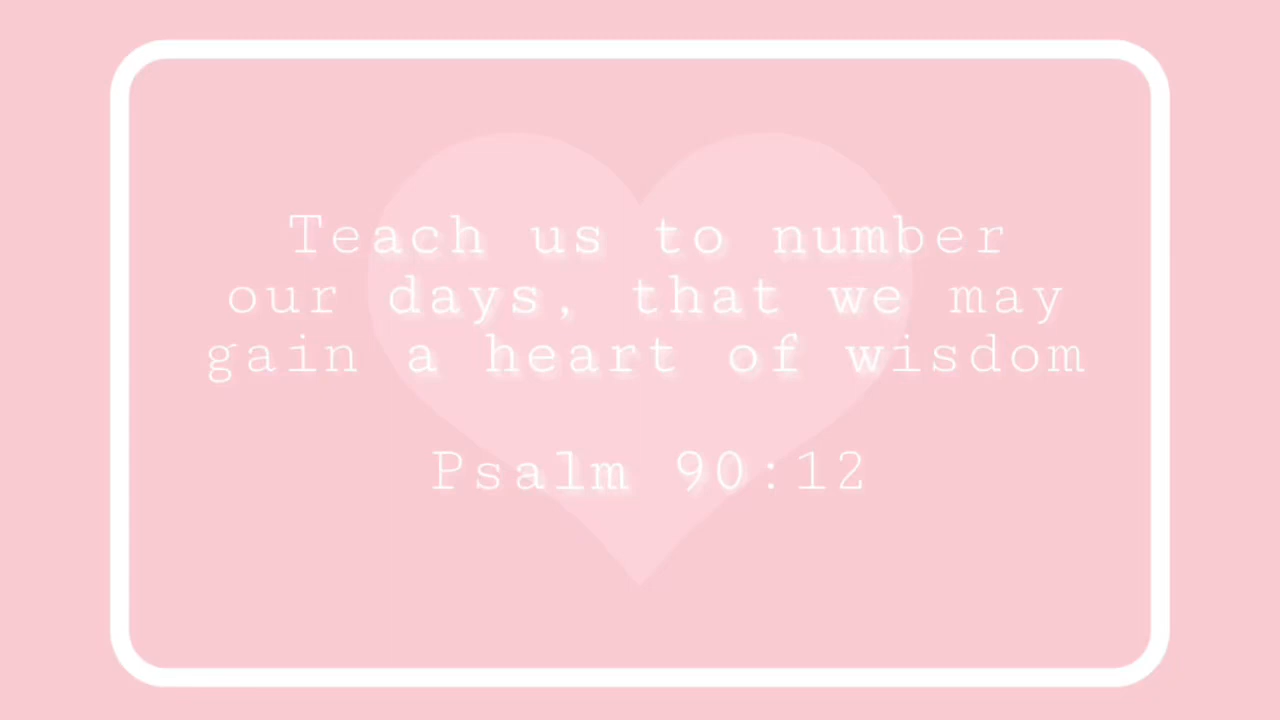 Teach us to number
our days, that we may
gain a heart of wisdom
Psalm 90:12